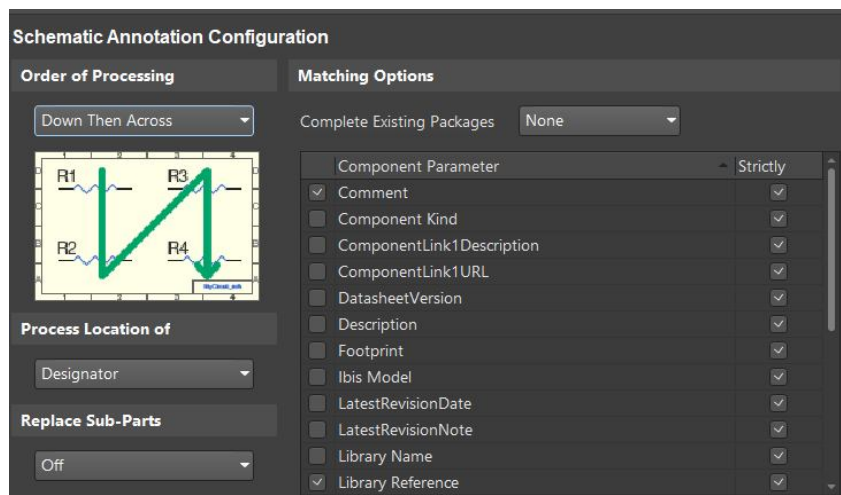 Schematic Annotation Configuration
Order of Processing
Down Then Across
R1
R3
R2
R4
Process Location of
Designator
Replace Sub-Parts
Off
Matching Options
Complete Existing Packages None
Component Parameter Strictly
Comment
Component Kind
ComponentLink1Description
ComponentLink1URL
DatasheetVersion
Description
Footprint
Ibis Model
LatestRevisionDate
LatestRevisionNote
Library Name
Library Reference